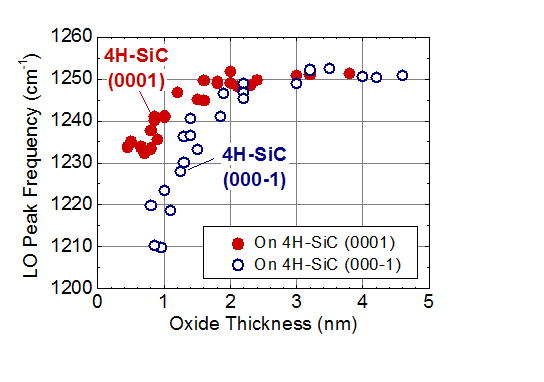 1260
1250
1240
1230
1220
1210
1200
LO Peak Frequency (cm⁻¹)
4H-SiC
(0001)
4H-SiC
(000-1)
On 4H-SiC (0001)
On 4H-SiC (000-1)
0 1 2 3 4 5
Oxide Thickness (nm)